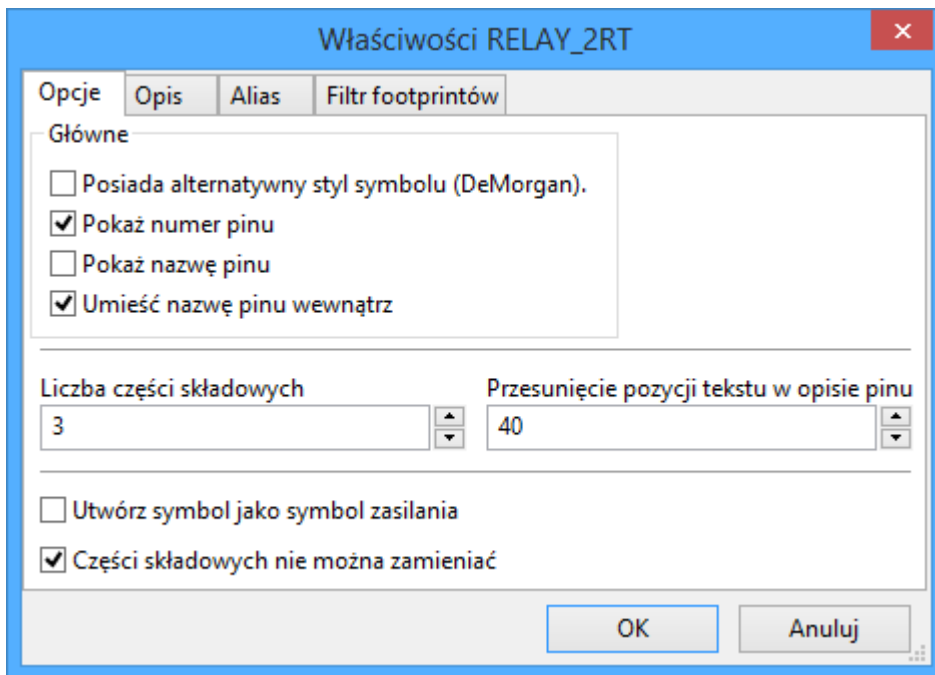 Właściwości RELAY_2RT
Opcje Opis Alias Filtr footprintów
Główne
Posiada alternatywny styl symbolu (DeMorgan).
Pokaż numer pinu
Pokaż nazwę pinu
Umieść nazwę pinu wewnątrz
Liczba części składowych Przesunięcie pozycji tekstu w opisie pinu
3 40
Utwórz symbol jako symbol zasilania
Części składowych nie można zamieniać
OK Anuluj